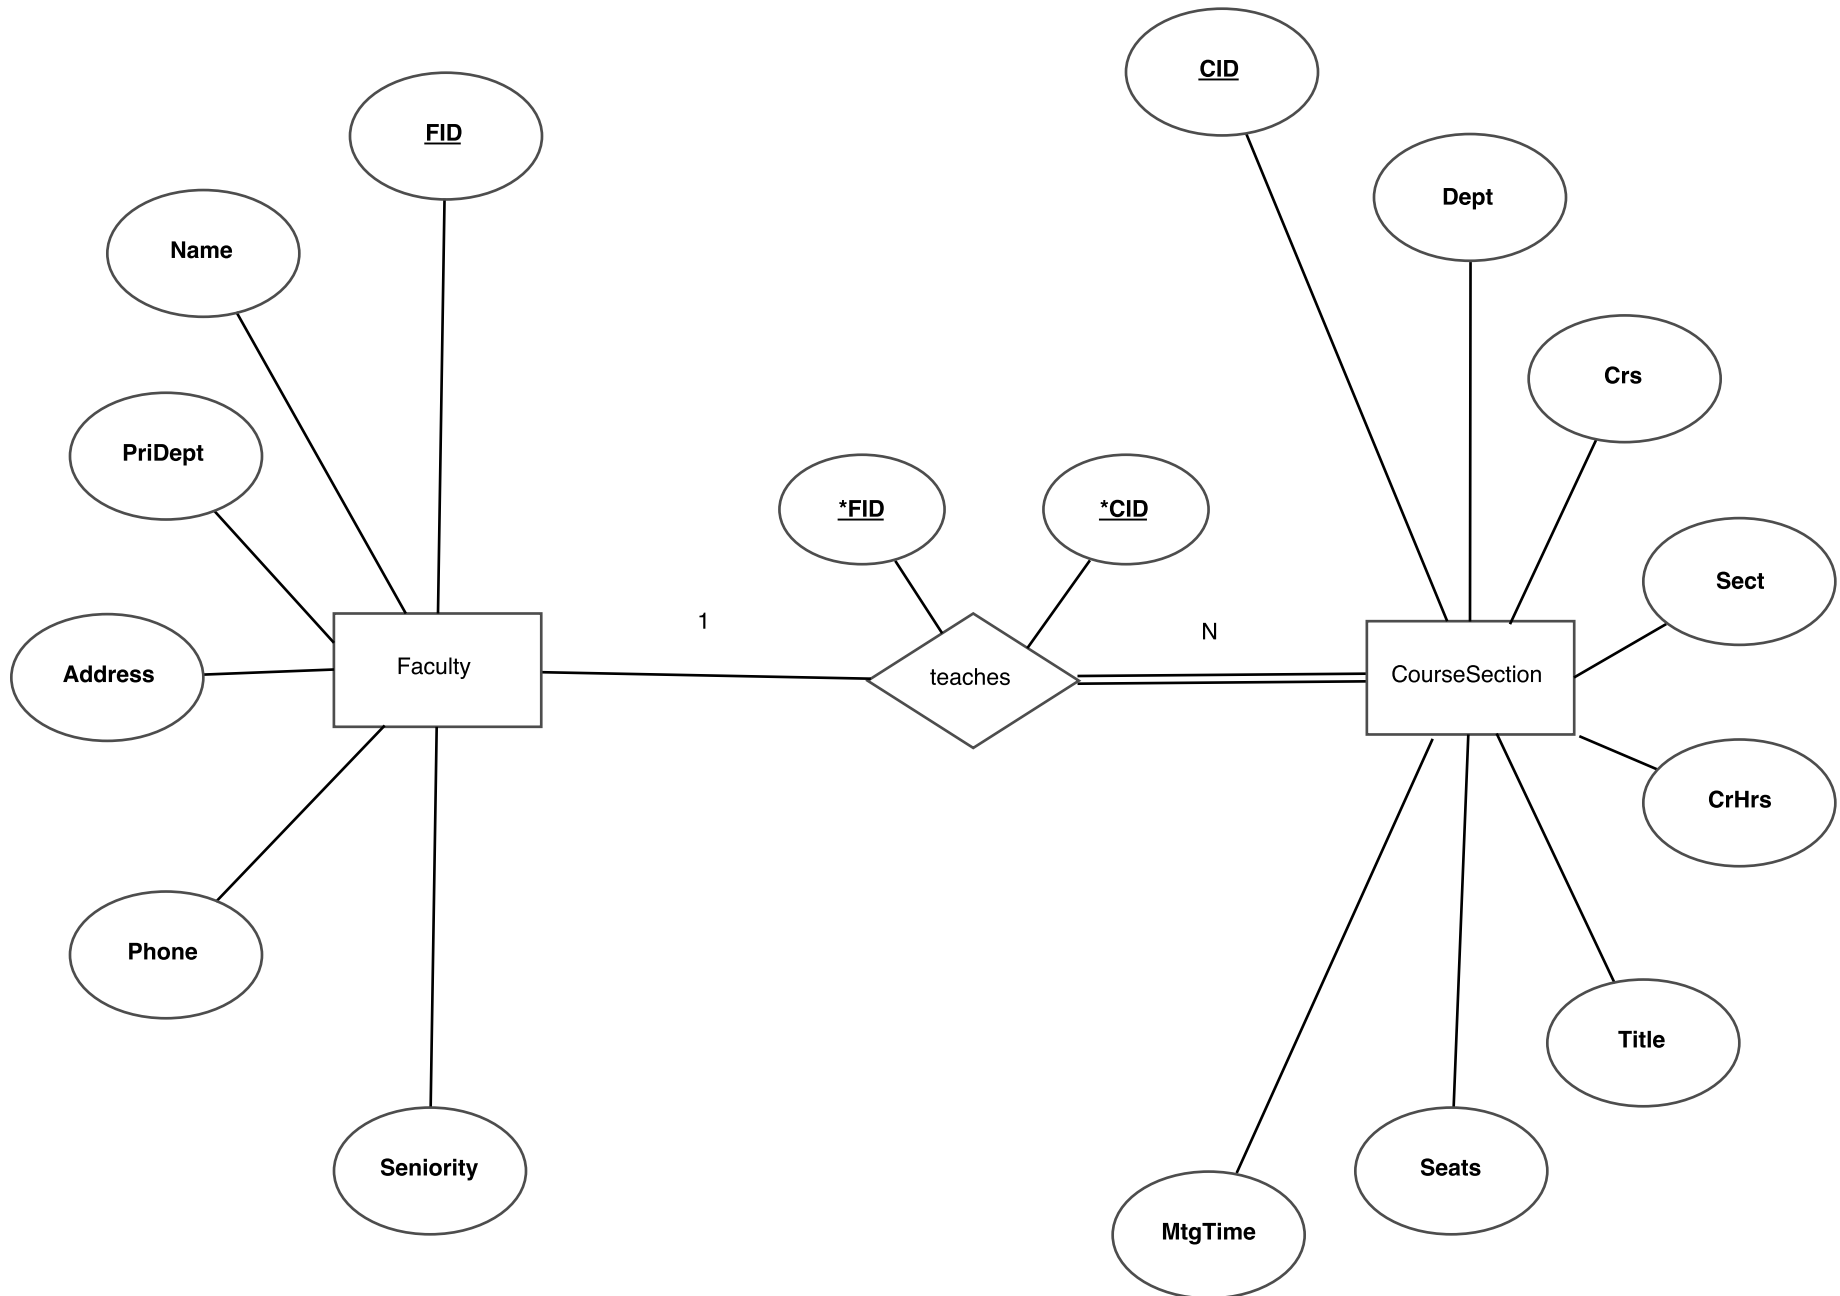 CID
FID
Dept
Name
Crs
PriDept
*FID
*CID
Sect
1
N
Faculty
teaches
CourseSection
Address
CrHrs
Phone
Title
Seniority
Seats
MtgTime